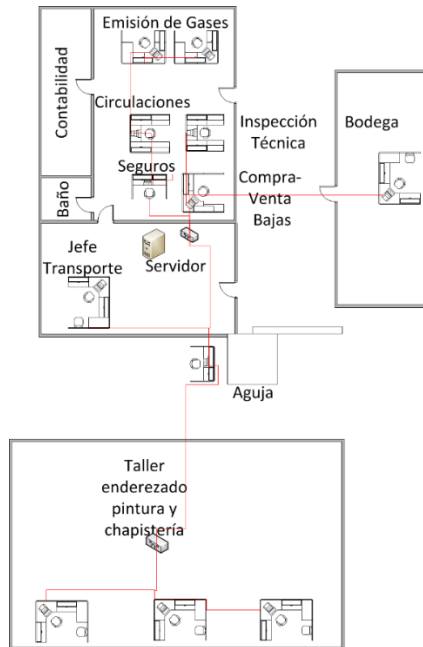 Emisión de Gases
Contabilidad
Circulaciones
Inspección
Técnica
Bodega
Seguros
Compra-
Venta
Bajas
Baño
Jefe
Transporte
Servidor
Aguja
Taller
enderezado
pintura y
chapistería